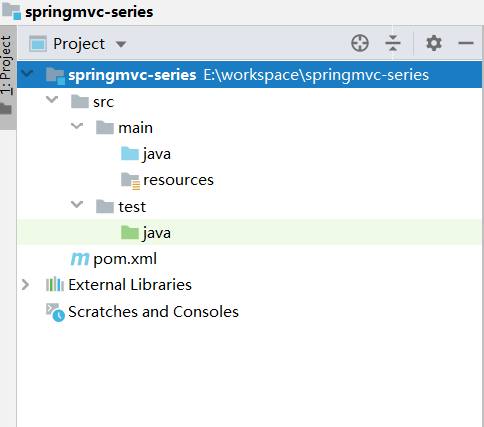 springmvc-series
1: Project
Project
springmvc-series E:\workspace\springmvc-series
src
main
java
resources
test
java
pom.xml
External Libraries
Scratches and Consoles